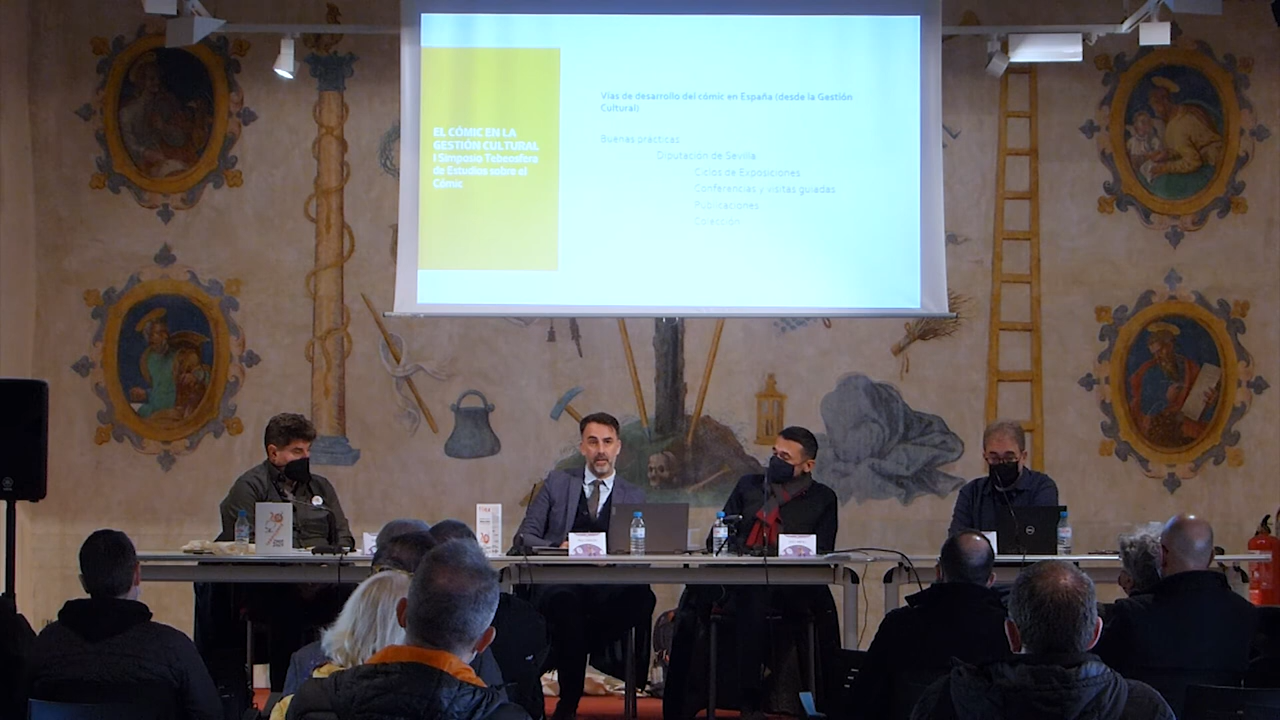 EL CÓMIC EN LA
GESTIÓN CULTURAL
I Simposio Tebeosfera
de Estudios sobre el
Cómic
Vías de desarrollo del cómic en España (desde la Gestión
Cultural)
Buenas prácticas:
Diputación de Sevilla
Ciclos de Exposiciones
Conferencias y visitas guiadas
Publicaciones
Colección
DELL